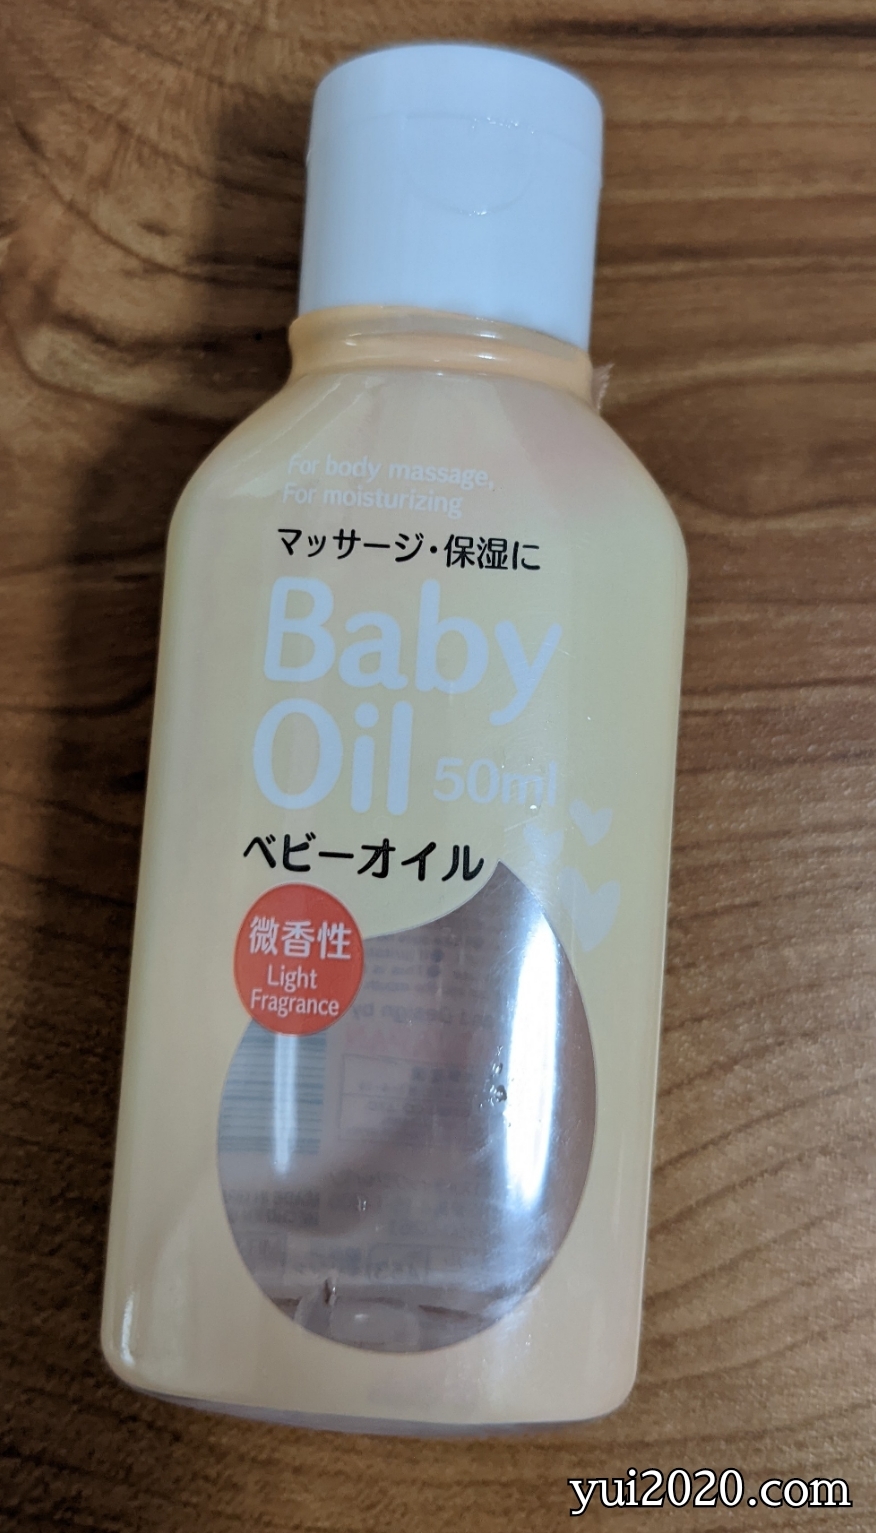 For body massage,
For moisturizing
マッサージ・保湿に
Baby
Oil 50ml
ベビーオイル
微香性
Light
Fragrance
yui2020.com